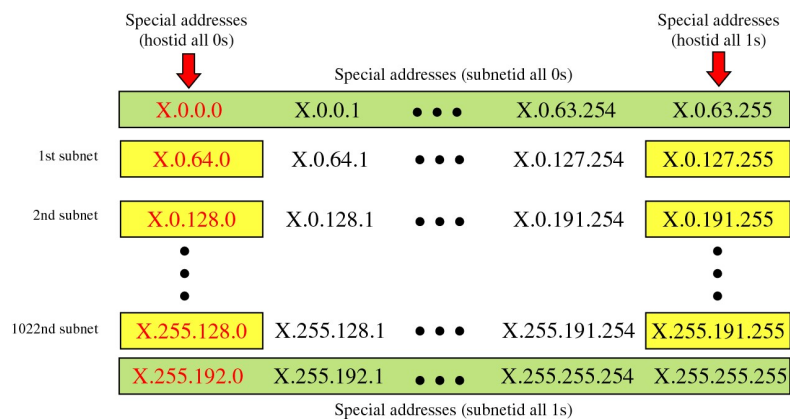 Special addresses
(hostid all 0s)
Special addresses
(hostid all 1s)
Special addresses (subnetid all 0s)
X.0.0.0 X.0.0.1 ••• X.0.63.254 X.0.63.255
1st subnet X.0.64.0 X.0.64.1 ••• X.0.127.254 X.0.127.255
2nd subnet X.0.128.0 X.0.128.1 ••• X.0.191.254 X.0.191.255
1022nd subnet X.255.128.0 X.255.128.1 ••• X.255.191.254 X.255.191.255
X.255.192.0 X.255.192.1 ••• X.255.255.254 X.255.255.255
Special addresses (subnetid all 1s)